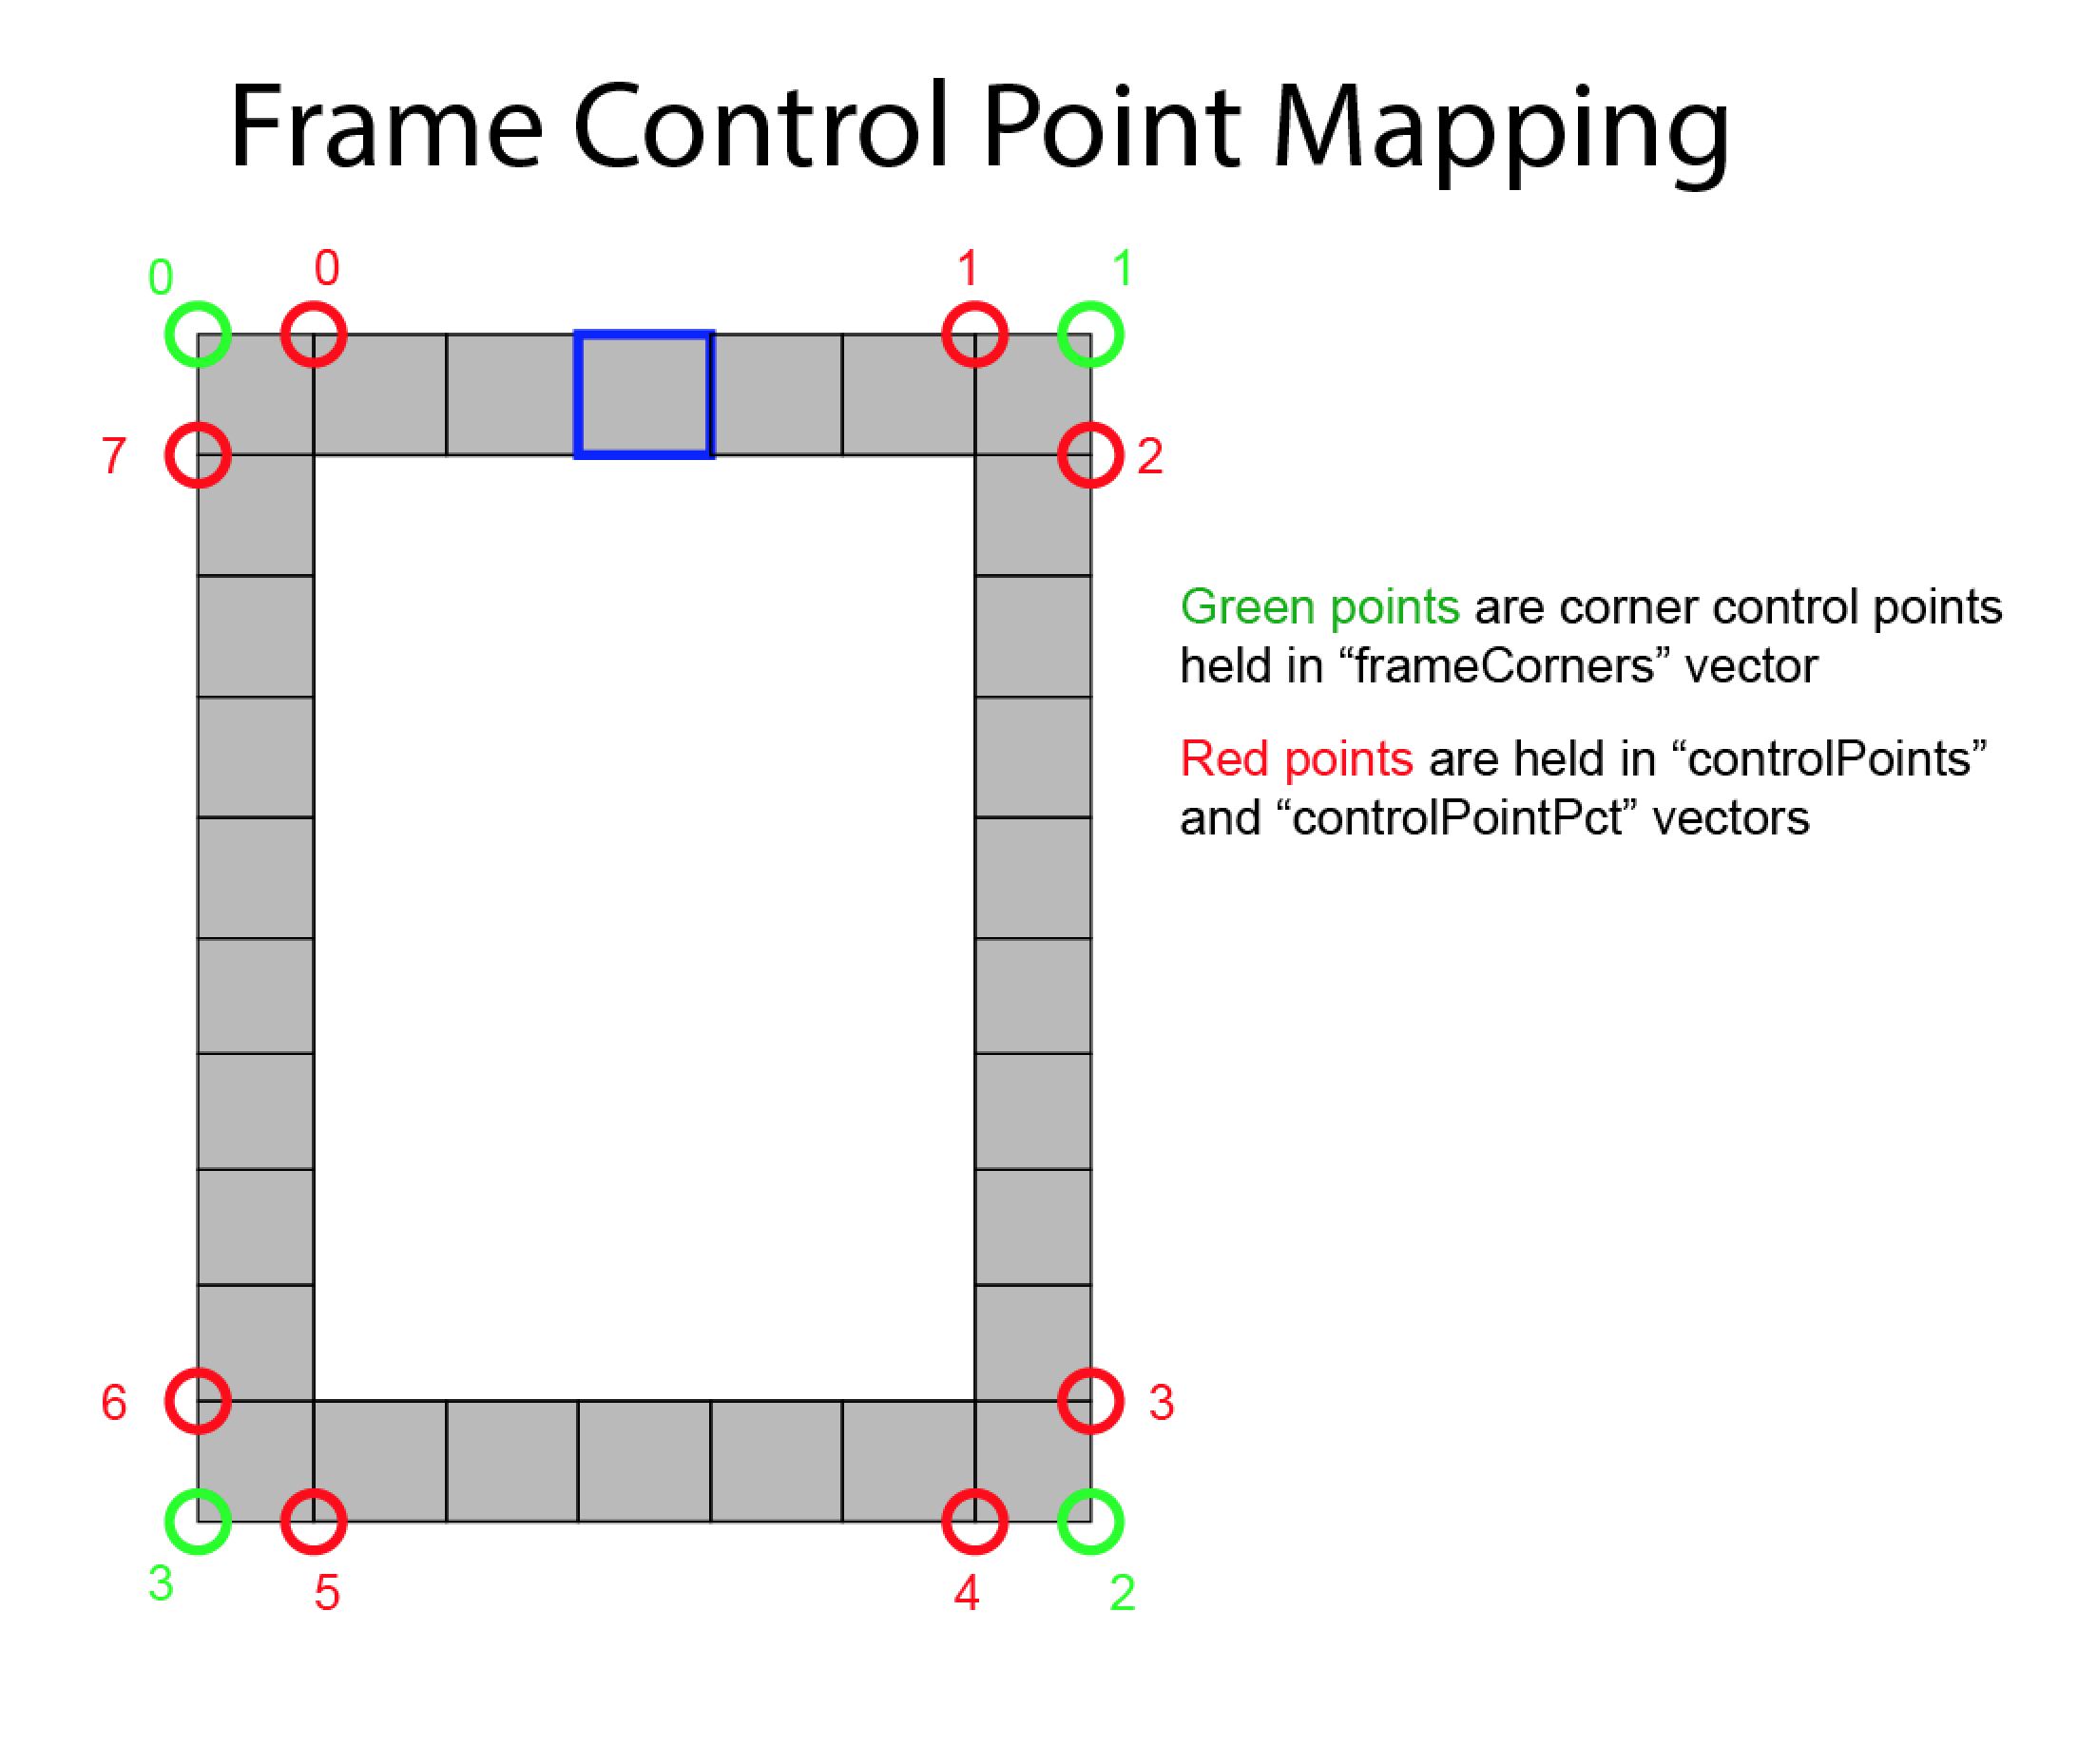 Frame Control Point Mapping
0 0 1 1
7 2
Green points are corner control points
held in “frameCorners” vector
Red points are held in “controlPoints”
and “controlPointPct” vectors
6 3
3 5 4 2